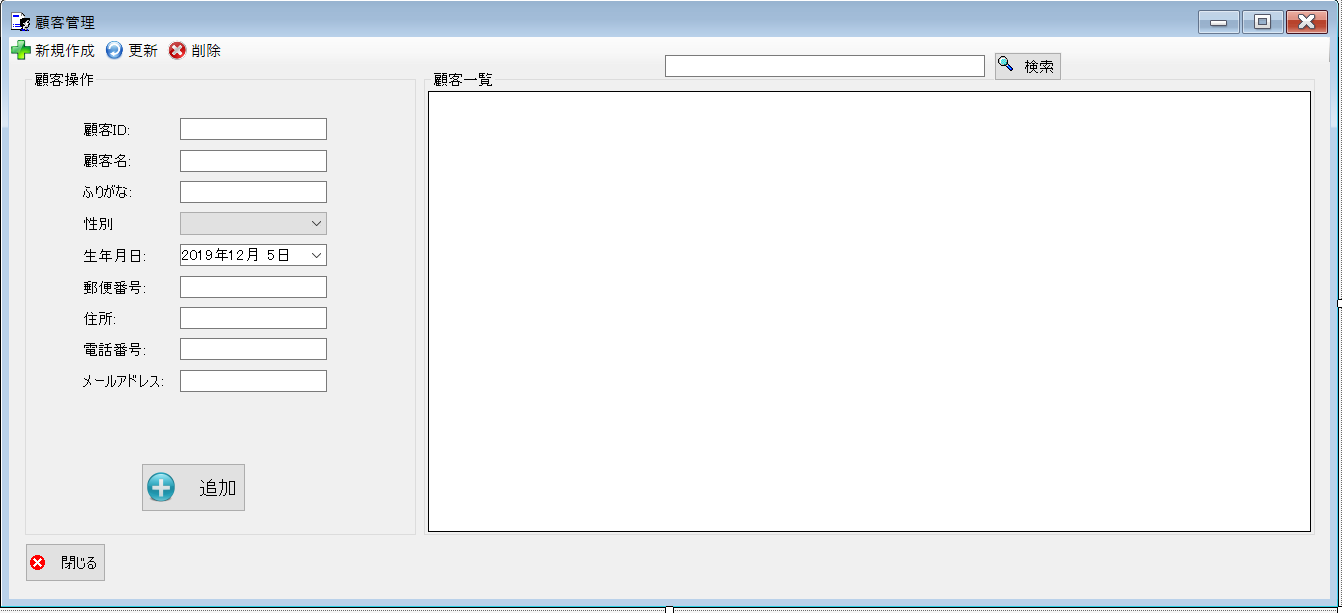 顧客管理
新規作成 更新 削除
検索
顧客操作
顧客一覧
顧客ID:
顧客名:
ふりがな:
性別
生年月日: 2019年12月 5日
郵便番号:
住所:
電話番号:
メールアドレス:
追加
閉じる